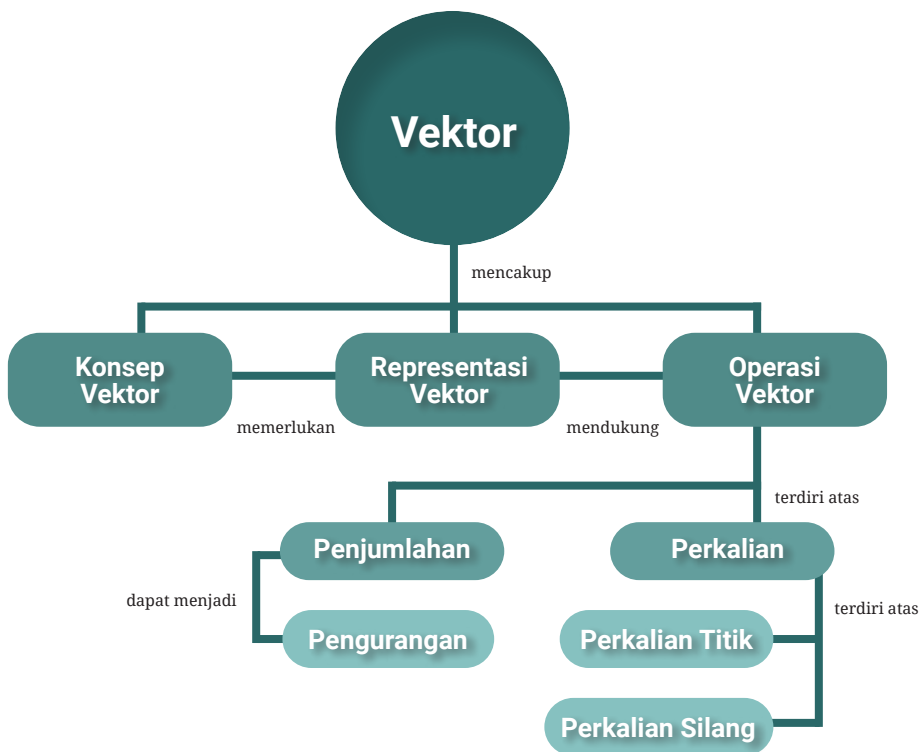 Vektor
mencakup
Konsep
Vektor
Representasi
Vektor
Operasi
Vektor
memerlukan
mendukung
terdiri atas
Penjumlahan
Perkalian
dapat menjadi
terdiri atas
Pengurangan
Perkalian Titik
Perkalian Silang